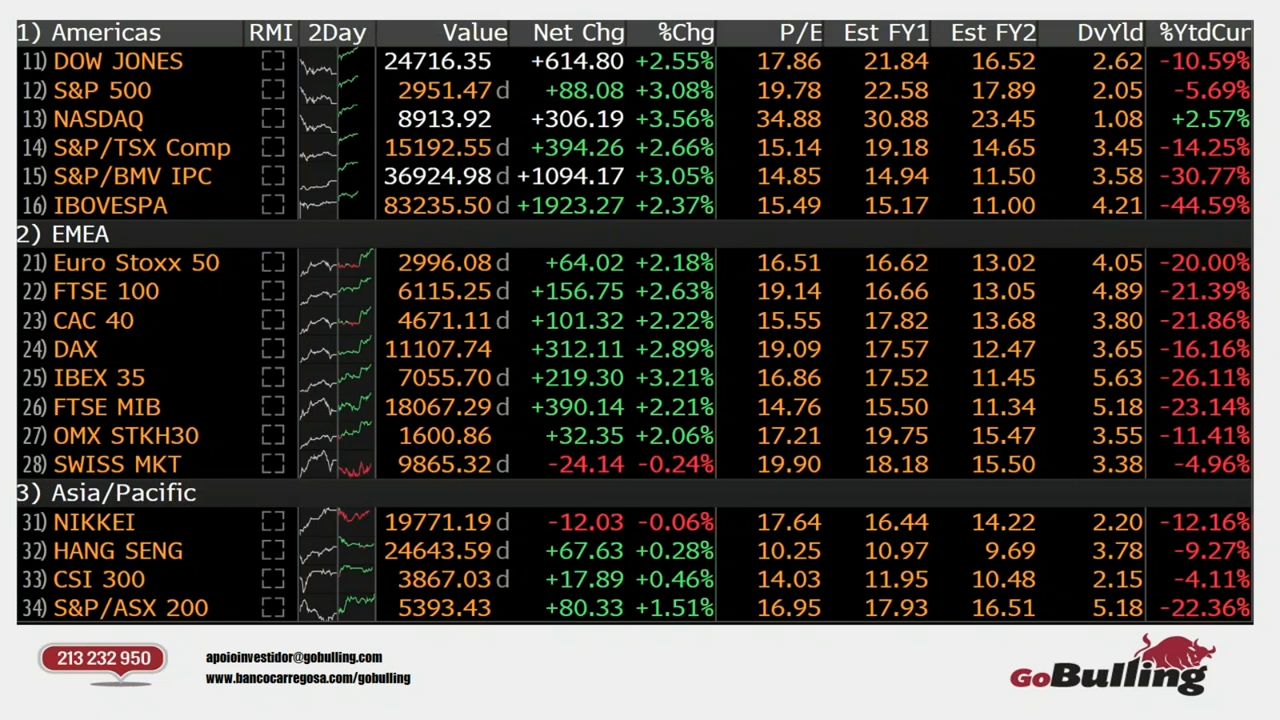 1) Americas RMI 2Day Value Net Chg %Chg P/E Est FY1 Est FY2 DvYld %YtdCur
11) DOW JONES 24716.35 +614.80 +2.55% 17.86 21.84 16.52 2.62 -10.59%
12) S&P 500 2951.47 d +88.08 +3.08% 19.78 22.58 17.89 2.05 -5.69%
13) NASDAQ 8913.92 +306.19 +3.56% 34.88 30.88 23.45 1.08 +2.57%
14) S&P/TSX Comp 15192.55 d +394.26 +2.66% 15.14 19.18 14.65 3.45 -14.25%
15) S&P/BMV IPC 36924.98 d +1094.17 +3.05% 14.85 14.94 11.50 3.58 -30.77%
16) IBOVESPA 83235.50 d +1923.27 +2.37% 15.49 15.17 11.00 4.21 -44.59%
2) EMEA
21) Euro Stoxx 50 2996.08 d +64.02 +2.18% 16.51 16.62 13.02 4.05 -20.00%
22) FTSE 100 6115.25 d +156.75 +2.63% 19.14 16.66 13.05 4.89 -21.39%
23) CAC 40 4671.11 d +101.32 +2.22% 15.55 17.82 13.68 3.80 -21.86%
24) DAX 11107.74 +312.11 +2.89% 19.09 17.57 12.47 3.65 -16.16%
25) IBEX 35 7055.70 d +219.30 +3.21% 16.86 17.52 11.45 5.63 -26.11%
26) FTSE MIB 18067.29 d +390.14 +2.21% 14.76 15.50 11.34 5.18 -23.14%
27) OMX STKH30 1600.86 +32.35 +2.06% 17.21 19.75 15.47 3.55 -11.41%
28) SWISS MKT 9865.32 d -24.14 -0.24% 19.90 18.18 15.50 3.38 -4.96%
3) Asia/Pacific
31) NIKKEI 19771.19 d -12.03 -0.06% 17.64 16.44 14.22 2.20 -12.16%
32) HANG SENG 24643.59 d +67.63 +0.28% 10.25 10.97 9.69 3.78 -9.27%
33) CSI 300 3867.03 d +17.89 +0.46% 14.03 11.95 10.48 2.15 -4.11%
34) S&P/ASX 200 5393.43 +80.33 +1.51% 16.95 17.93 16.51 5.18 -22.36%
213 232 950
apoioinvestidor@gobulling.com
www.bancocarregosa.com/gobulling
GoBulling